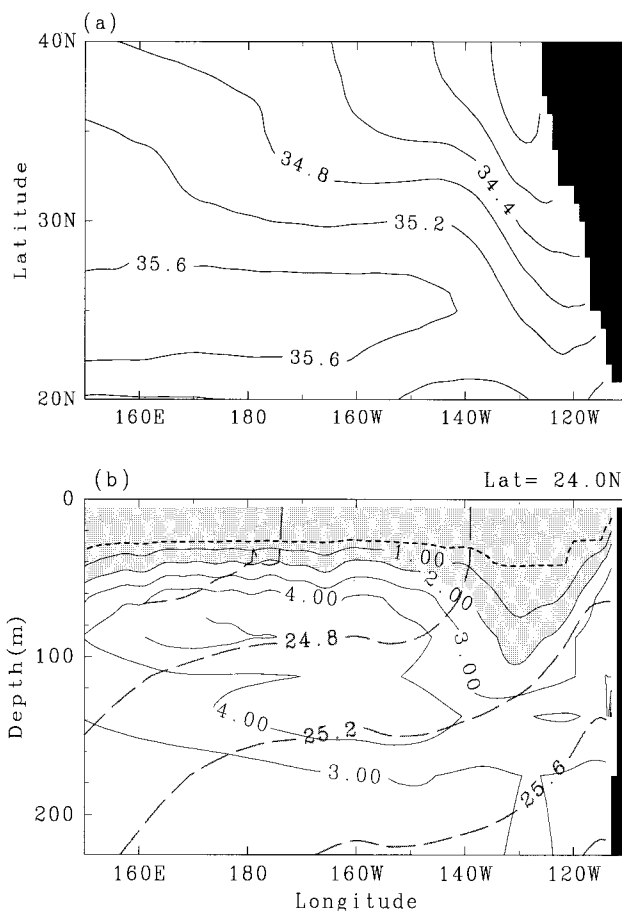 (a)
40N
30N
20N
Latitude
34.8
34.4
35.2
35.6
35.6
160E 180 160W 140W 120W
(b) Lat= 24.0N
0
100
200
Depth(m)
1.00
2.00
4.00
3.00
24.8
4.00
25.2
3.00
25.6
160E 180 160W 140W 120W
Longitude